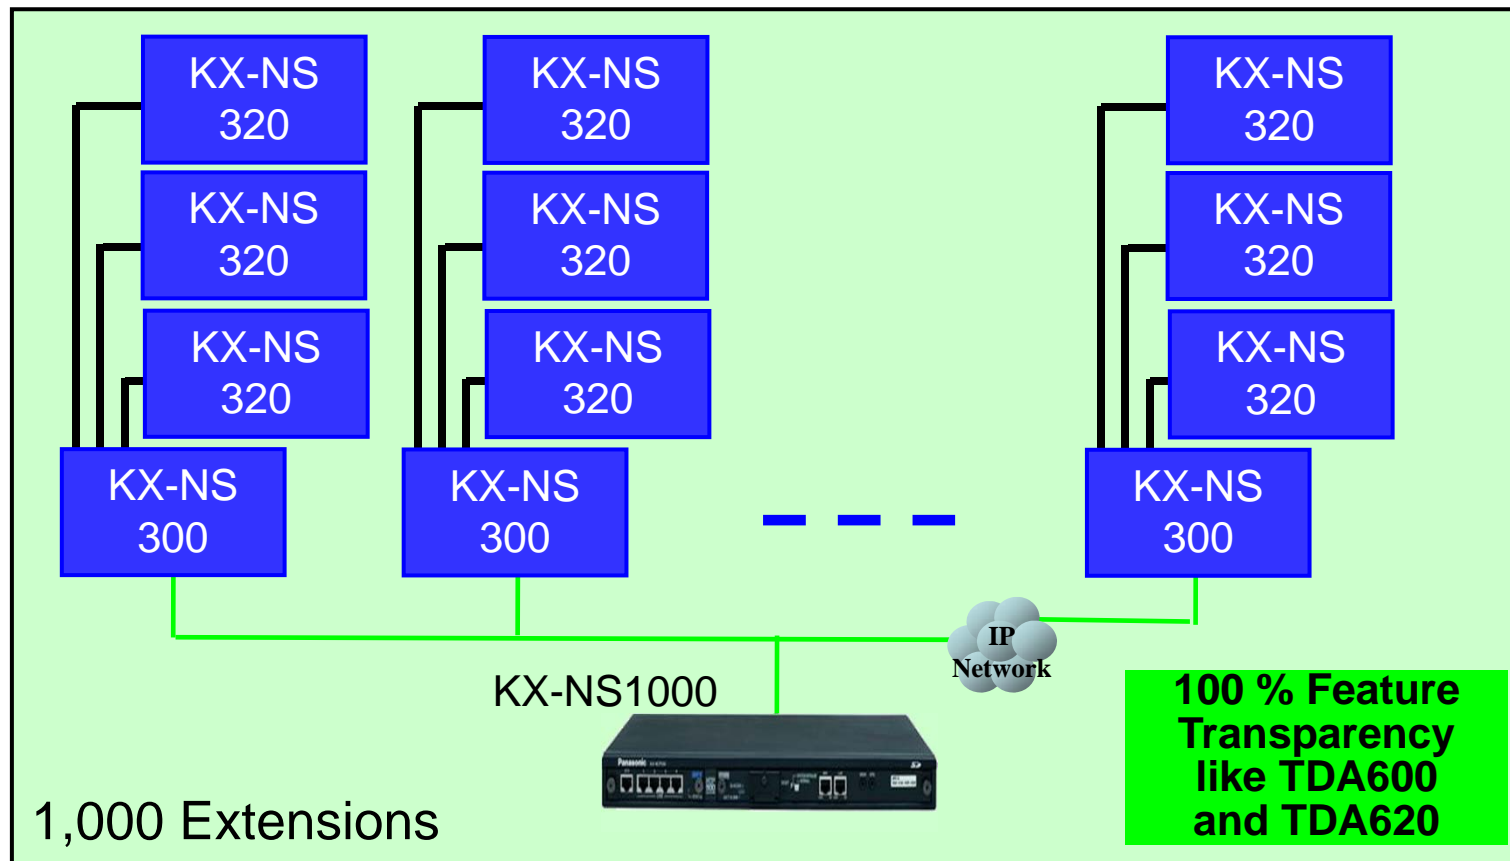 KX-NS
320
KX-NS
320
KX-NS
320
KX-NS
320
KX-NS
320
KX-NS
320
KX-NS
320
KX-NS
320
KX-NS
320
KX-NS
300
KX-NS
300
KX-NS
300
IP
Network
KX-NS1000
Panasonic
1,000 Extensions
100 % Feature
Transparency
like TDA600
and TDA620